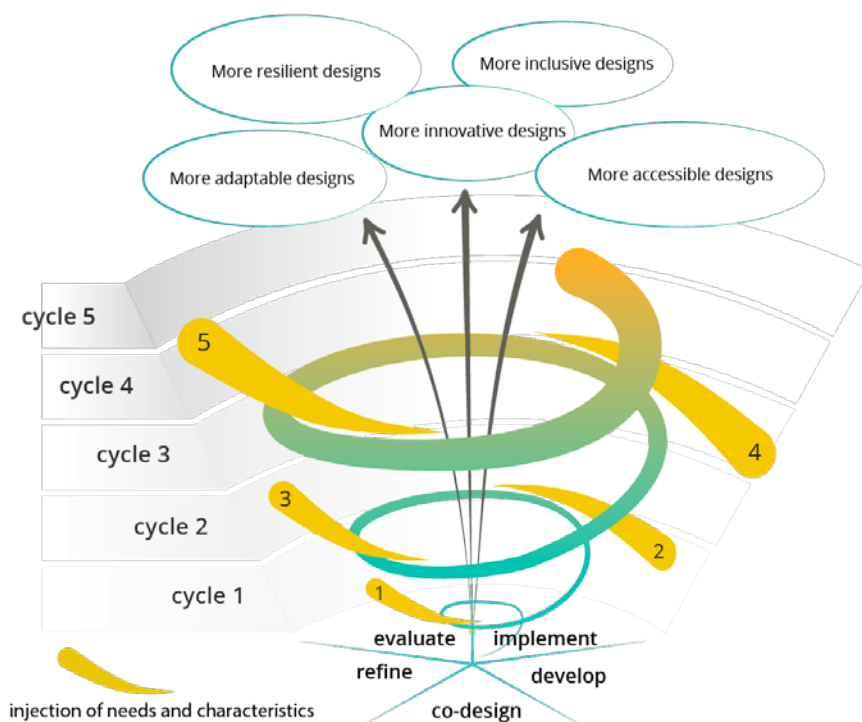 More resilient designs
More inclusive designs
More innovative designs
More adaptable designs
More accessible designs
cycle 5
5
cycle 4
4
cycle 3
3
cycle 2
2
cycle 1
1
evaluate
implement
refine
develop
co-design
injection of needs and characteristics